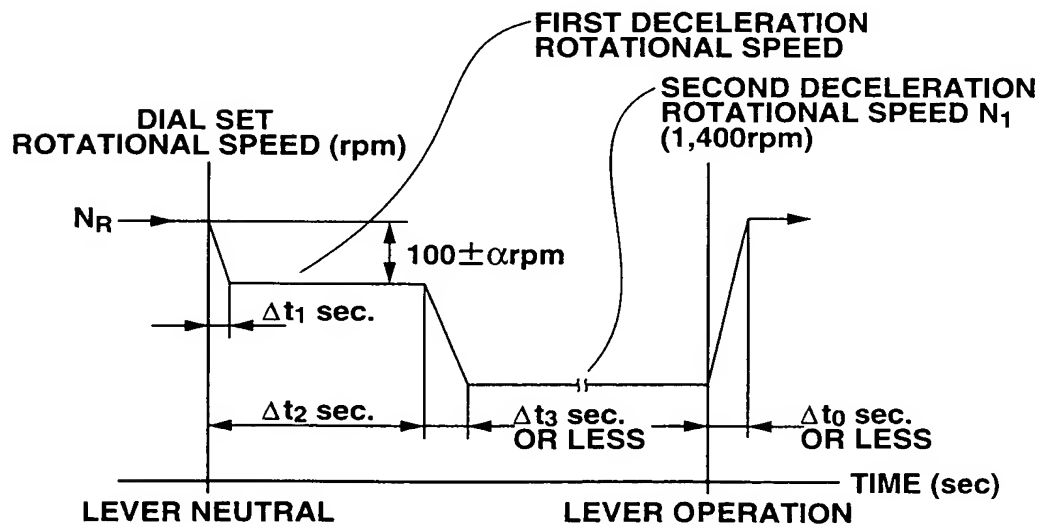 FIRST DECELERATION
ROTATIONAL SPEED
SECOND DECELERATION
ROTATIONAL SPEED N1
(1,400rpm)
DIAL SET
ROTATIONAL SPEED (rpm)
NR
100±αrpm
Δt1 sec.
Δt2 sec.
Δt3 sec.
OR LESS
Δt0 sec.
OR LESS
TIME (sec)
LEVER NEUTRAL
LEVER OPERATION